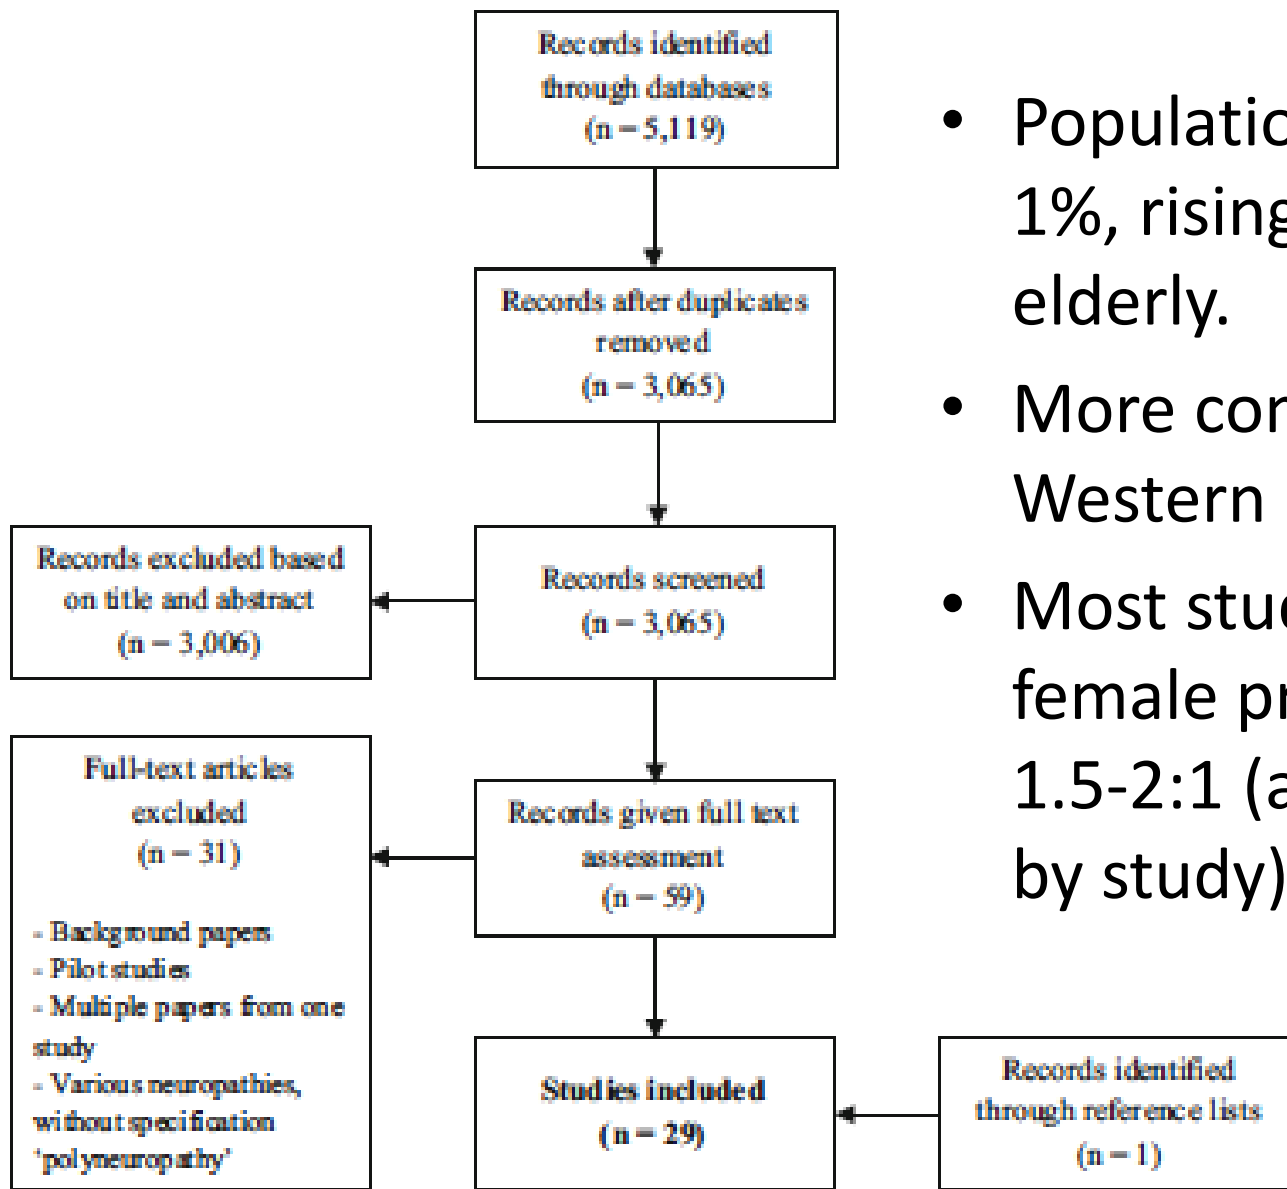 Records identified
through databases
(n = 5,119)
Records after duplicates
removed
(n = 3,065)
Records screened
(n = 3,065)
Records excluded based
on title and abstract
(n = 3,006)
Records given full text
assessment
(n = 59)
Full-text articles
excluded
(n = 31)
- Background papers
- Pilot studies
- Multiple papers from one
study
- Various neuropathies,
without specification
'polyneuropathy'
Studies included
(n = 29)
Records identified
through reference lists
(n = 1)
• Populatio
1%, rising
elderly.
• More
Western
• Most stud
female pr
1.5-2:1 (a
by study)